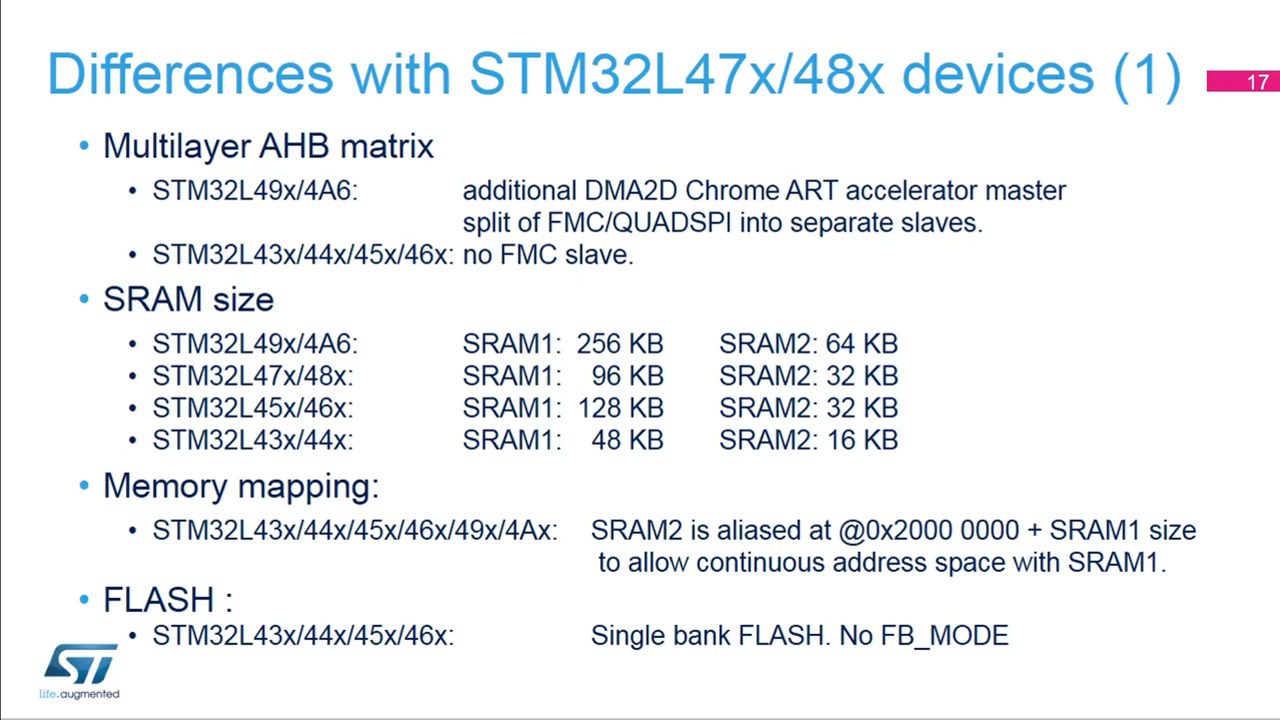 Differences with STM32L47x/48x devices (1)
17
• Multilayer AHB matrix
• STM32L49x/4A6: additional DMA2D Chrome ART accelerator master
split of FMC/QUADSPI into separate slaves.
• STM32L43x/44x/45x/46x: no FMC slave.
• SRAM size
• STM32L49x/4A6: SRAM1: 256 KB SRAM2: 64 KB
• STM32L47x/48x: SRAM1: 96 KB SRAM2: 32 KB
• STM32L45x/46x: SRAM1: 128 KB SRAM2: 32 KB
• STM32L43x/44x: SRAM1: 48 KB SRAM2: 16 KB
• Memory mapping:
• STM32L43x/44x/45x/46x/49x/4Ax: SRAM2 is aliased at @0x2000 0000 + SRAM1 size
to allow continuous address space with SRAM1.
• FLASH :
• STM32L43x/44x/45x/46x: Single bank FLASH. No FB_MODE
ST
life.augmented